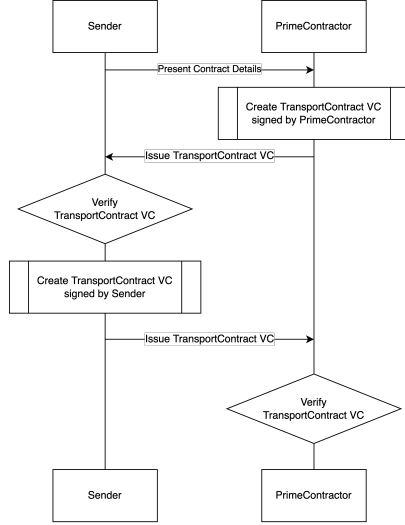 Sender
PrimeContractor
Present Contract Details
Create TransportContract VC
signed by PrimeContractor
Issue TransportContract VC
Verify
TransportContract VC
Create TransportContract VC
signed by Sender
Issue TransportContract VC
Verify
TransportContract VC
Sender
PrimeContractor